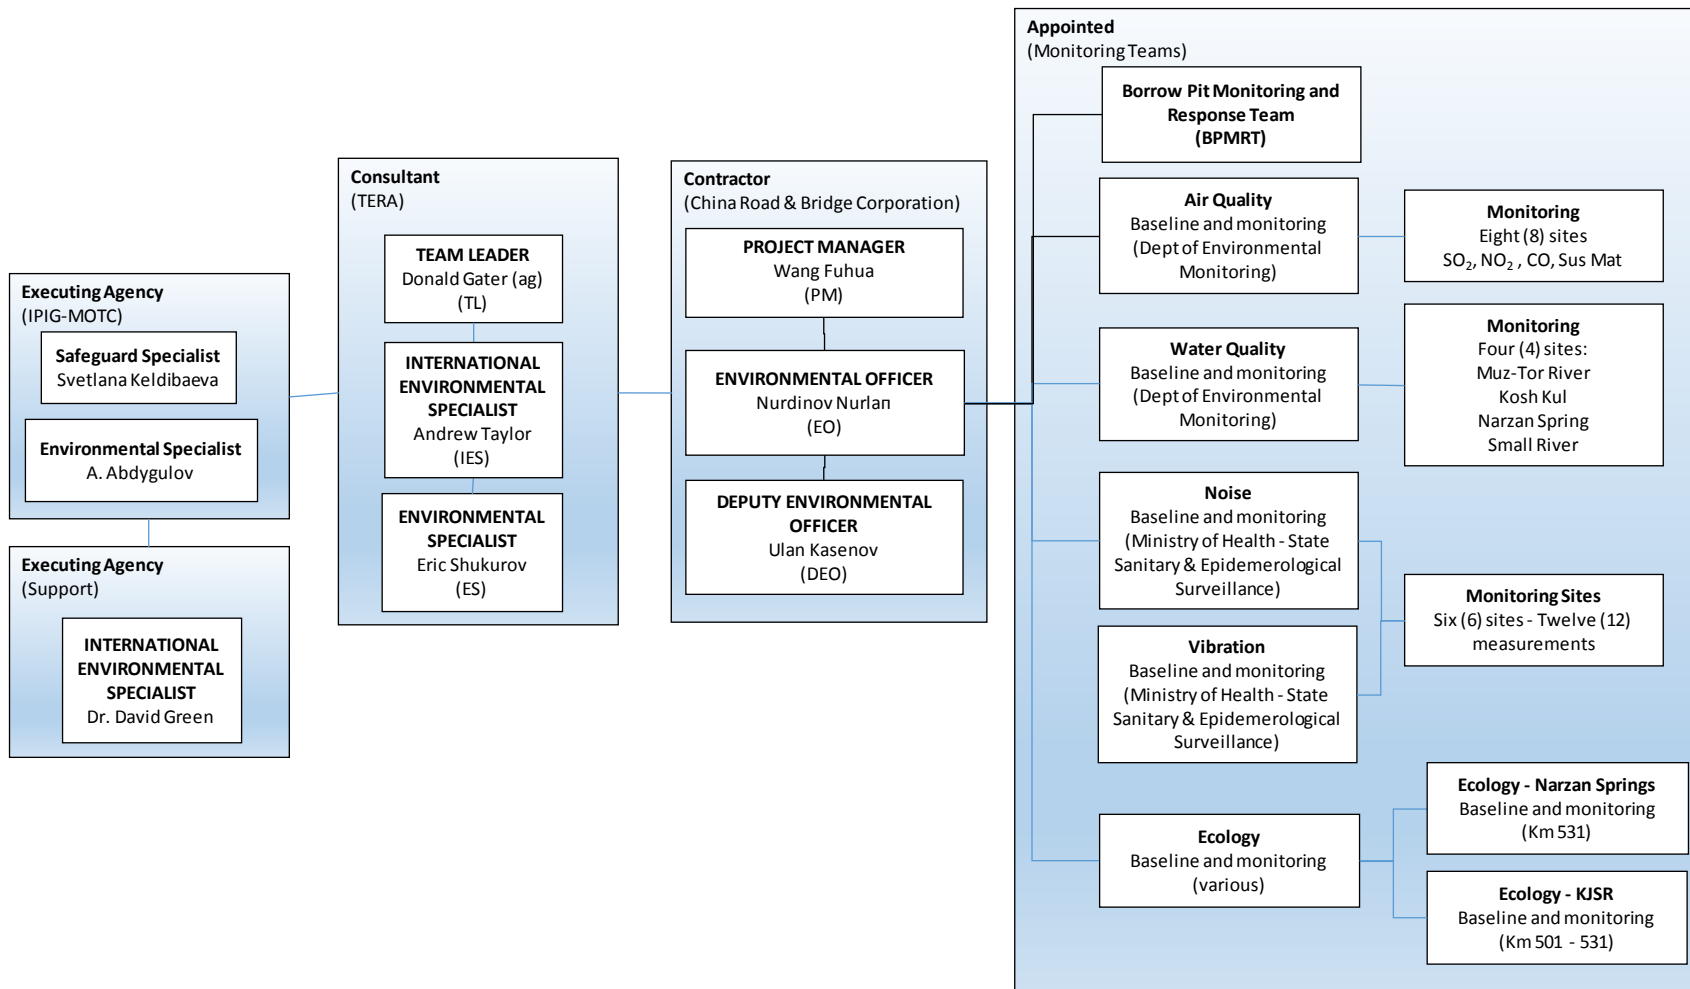 Executing Agency
(IPIG-MOTC)
Safeguard Specialist
Svetlana Keldibaeva
Environmental Specialist
A. Abdygulov
Executing Agency
(Support)
INTERNATIONAL
ENVIRONMENTAL
SPECIALIST
Dr. David Green
Consultant
(TERA)
TEAM LEADER
Donald Gater (ag)
(TL)
INTERNATIONAL
ENVIRONMENTAL
SPECIALIST
Andrew Taylor
(IES)
ENVIRONMENTAL
SPECIALIST
Eric Shukurov
(ES)
Contractor
(China Road & Bridge Corporation)
PROJECT MANAGER
Wang Fuhua
(PM)
ENVIRONMENTAL OFFICER
Nurdinov Nurlaп
(EO)
DEPUTY ENVIRONMENTAL
OFFICER
Ulan Kasenov
(DEO)
Appointed
(Monitoring Teams)
Borrow Pit Monitoring and
Response Team
(BPMRT)
Air Quality
Baseline and monitoring
(Dept of Environmental
Monitoring)
Monitoring
Eight (8) sites
SO₂, NO₂ , CO, Sus Mat
Water Quality
Baseline and monitoring
(Dept of Environmental
Monitoring)
Monitoring
Four (4) sites:
Muz-Tor River
Kosh Kul
Narzan Spring
Small River
Noise
Baseline and monitoring
(Ministry of Health - State
Sanitary & Epidemerological
Surveillance)
Vibration
Baseline and monitoring
(Ministry of Health - State
Sanitary & Epidemerological
Surveillance)
Monitoring Sites
Six (6) sites - Twelve (12)
measurements
Ecology
Baseline and monitoring
(various)
Ecology - Narzan Springs
Baseline and monitoring
(Km 531)
Ecology - KJSR
Baseline and monitoring
(Km 501 - 531)